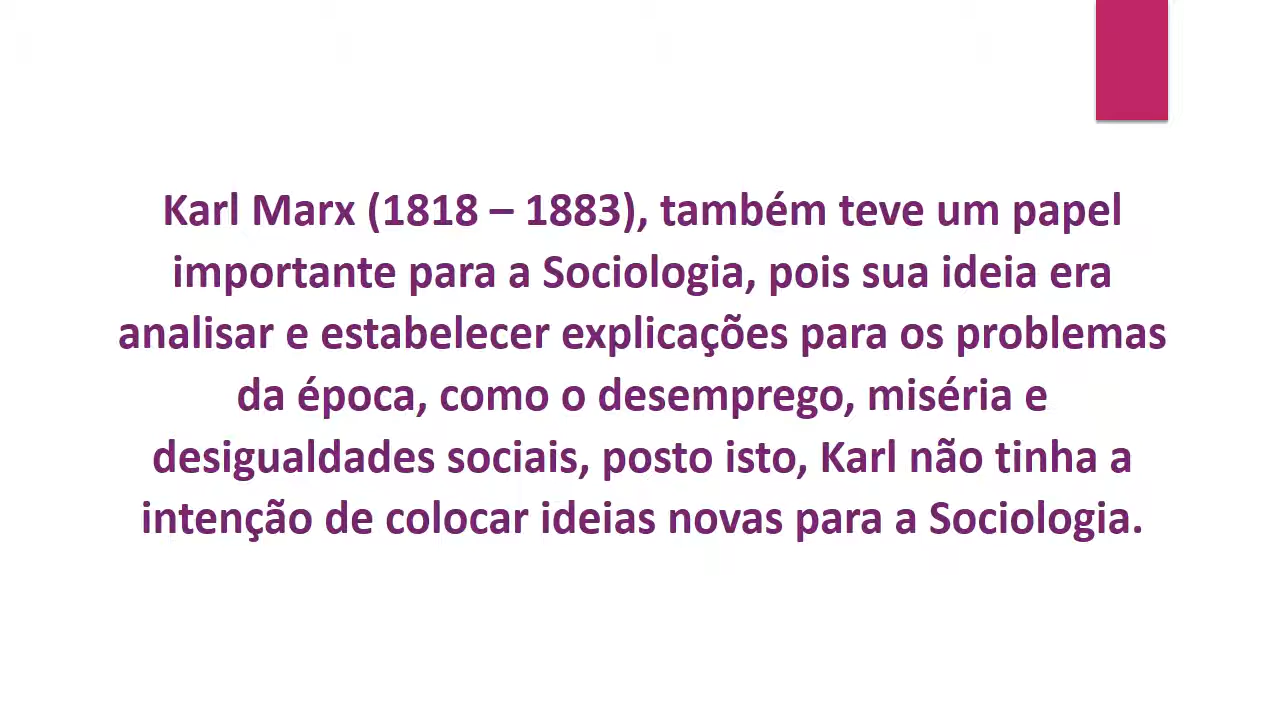 Karl Marx (1818 – 1883), também teve um papel
importante para a Sociologia, pois sua ideia era
analisar e estabelecer explicações para os problemas
da época, como o desemprego, miséria e
desigualdades sociais, posto isto, Karl não tinha a
intenção de colocar ideias novas para a Sociologia.